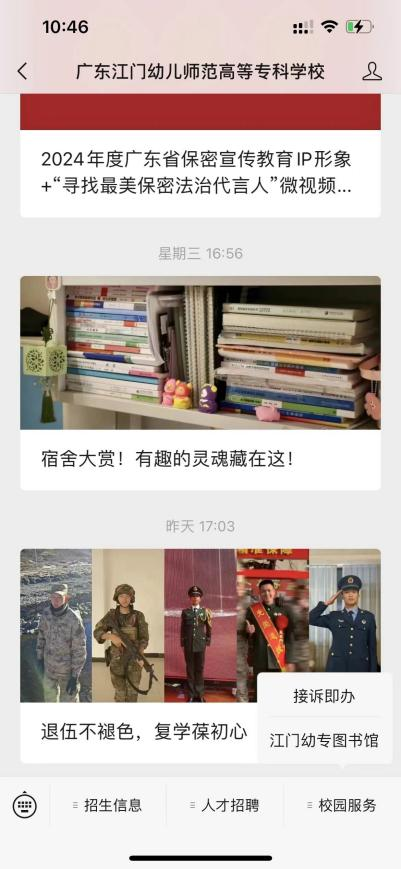 10:46
广东江门幼儿师范高等专科学校
2024年度广东省保密宣传教育IP形象
+“寻找最美保密法治代言人”微视频...
星期三 16:56
宿舍大赏！有趣的灵魂藏在这！
昨天 17:03
退伍不褪色，复学葆初心
接诉即办
江门幼专图书馆
招生信息
人才招聘
校园服务